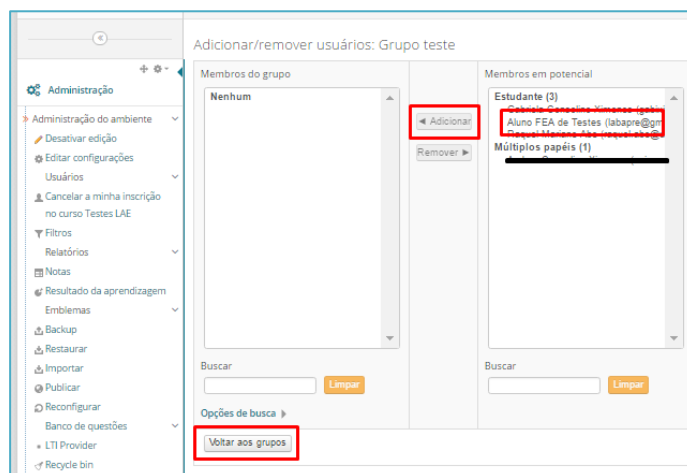 Administração
Administração do ambiente
Desativar edição
Editar configurações
Usuários
Cancelar a minha inscrição
no curso Testes LAE
Filtros
Relatórios
Notas
Resultado da aprendizagem
Emblemas
Backup
Restaurar
Importar
Publicar
Reconfigurar
Banco de questões
LTI Provider
Recycle bin
Adicionar/remover usuários: Grupo teste
Membros do grupo
Nenhum
Buscar
Limpar
Opções de busca
Voltar aos grupos
◄ Adicionar
Remover ►
Membros em potencial
Estudante (3)
Aluno FEA de Testes (labapre@gm
Múltiplos papéis (1)
Buscar
Limpar